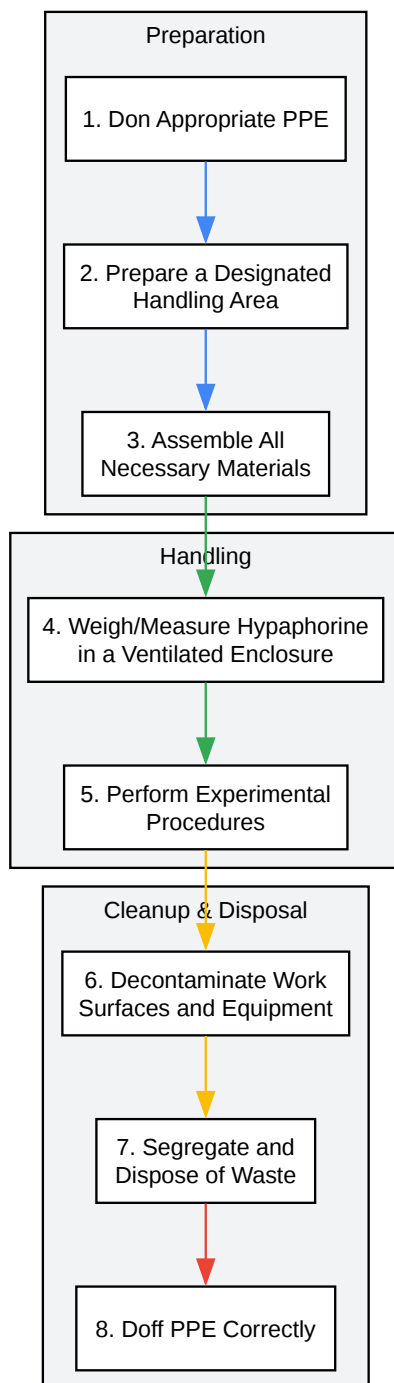 Preparation
1. Don Appropriate PPE
2. Prepare a Designated
Handling Area
3. Assemble All
Necessary Materials
Handling
4. Weigh/Measure Hypaphorine
in a Ventilated Enclosure
5. Perform Experimental
Procedures
Cleanup & Disposal
6. Decontaminate Work
Surfaces and Equipment
7. Segregate and
Dispose of Waste
8. Doff PPE Correctly